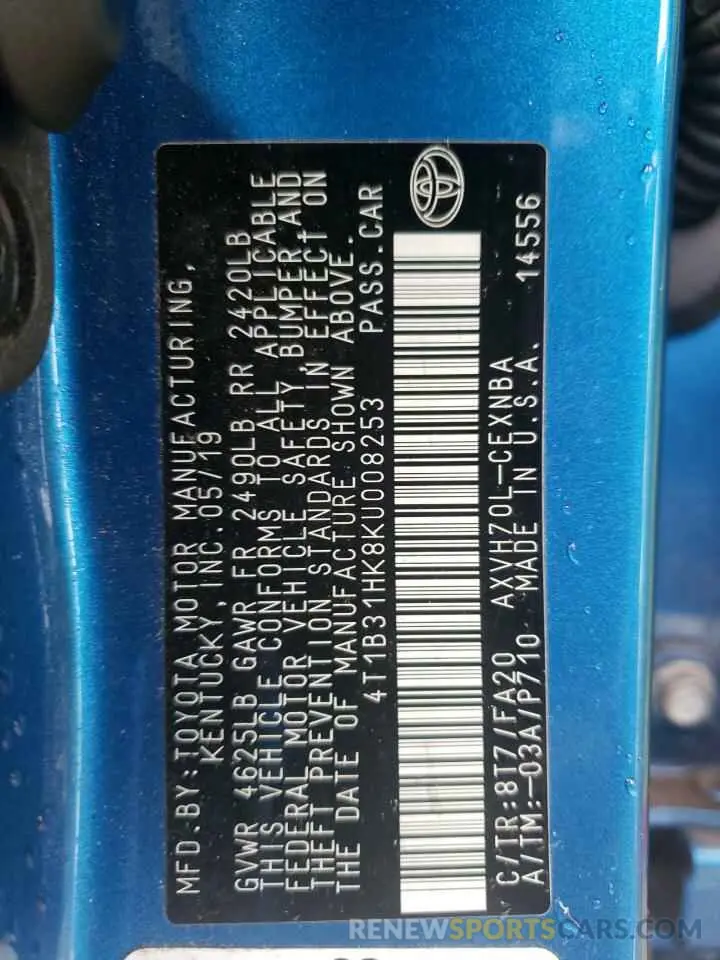 MFD.BY:TOYOTA MOTOR MANUFACTURING,
KENTUCKY, INC.05/19
GVWR 4625LB GAWR FR 2490LB RR 2420LB
THIS VEHICLE CONFORMS TO ALL APPLICABLE
FEDERAL MOTOR VEHICLE SAFETY, BUMPER, AND
THEFT PREVENTION STANDARDS IN EFFECT ON
THE DATE OF MANUFACTURE SHOWN ABOVE.
4T1B31HK8KU008253 PASS.CAR
C/TR:8T7/FA20 AXVH70L-CEXNBA
A/TM:-03A/P710 MADE IN U.S.A. 14556
RENEWSPORTSCARS.COM